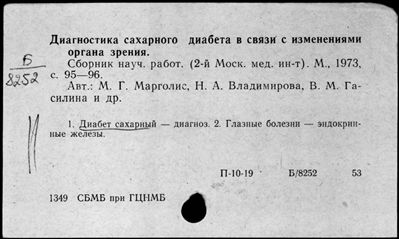 Диагностика сахарного диабета в связи с изменениями
органа зрения.
Б
8252
Сборник науч. работ. (2-й Моск. мед. ин-т). М., 1973,
с. 95—96.
Авт.: М. Г. Марголис, Н. А. Владимирова, В. М. Га-
силина и др.
1. Диабет сахарный — диагноз. 2. Глазные болезни — эндокрин-
ные железы.
П-10-19 Б/8252 53
1349 СБМБ при ГЦНМБ